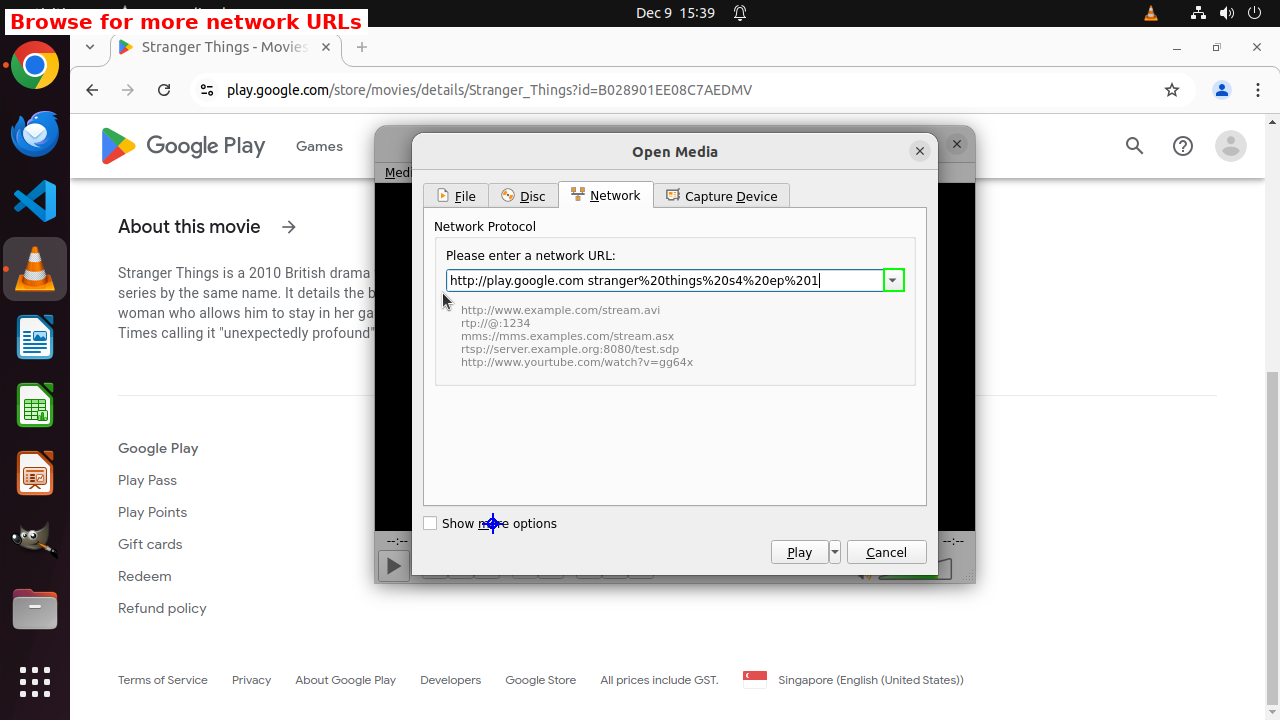 Browse for more network URLs
Dec 9 15:39
Stranger Things - Movies
play.google.com/store/movies/details/Stranger_Things?id=B028901EE08C7AEDMV
Google Play
Games
Open Media
File
Disc
Network
Capture Device
Network Protocol
Please enter a network URL:
http://play.google.com stranger%20things%20s4%20ep%201
http://www.example.com/stream.avi
rtp://@:1234
mms://mms.examples.com/stream.asx
rtsp://server.example.org:8080/test.sdp
http://www.yourtube.com/watch?v=gg64x
Show more options
Play
Cancel
Medi
--:--
--:--
About this movie
Stranger Things is a 2010 British drama
series by the same name. It details the b
woman who allows him to stay in her ga
Times calling it "unexpectedly profound"
Google Play
Play Pass
Play Points
Gift cards
Redeem
Refund policy
Terms of Service
Privacy
About Google Play
Developers
Google Store
All prices include GST.
Singapore (English (United States))